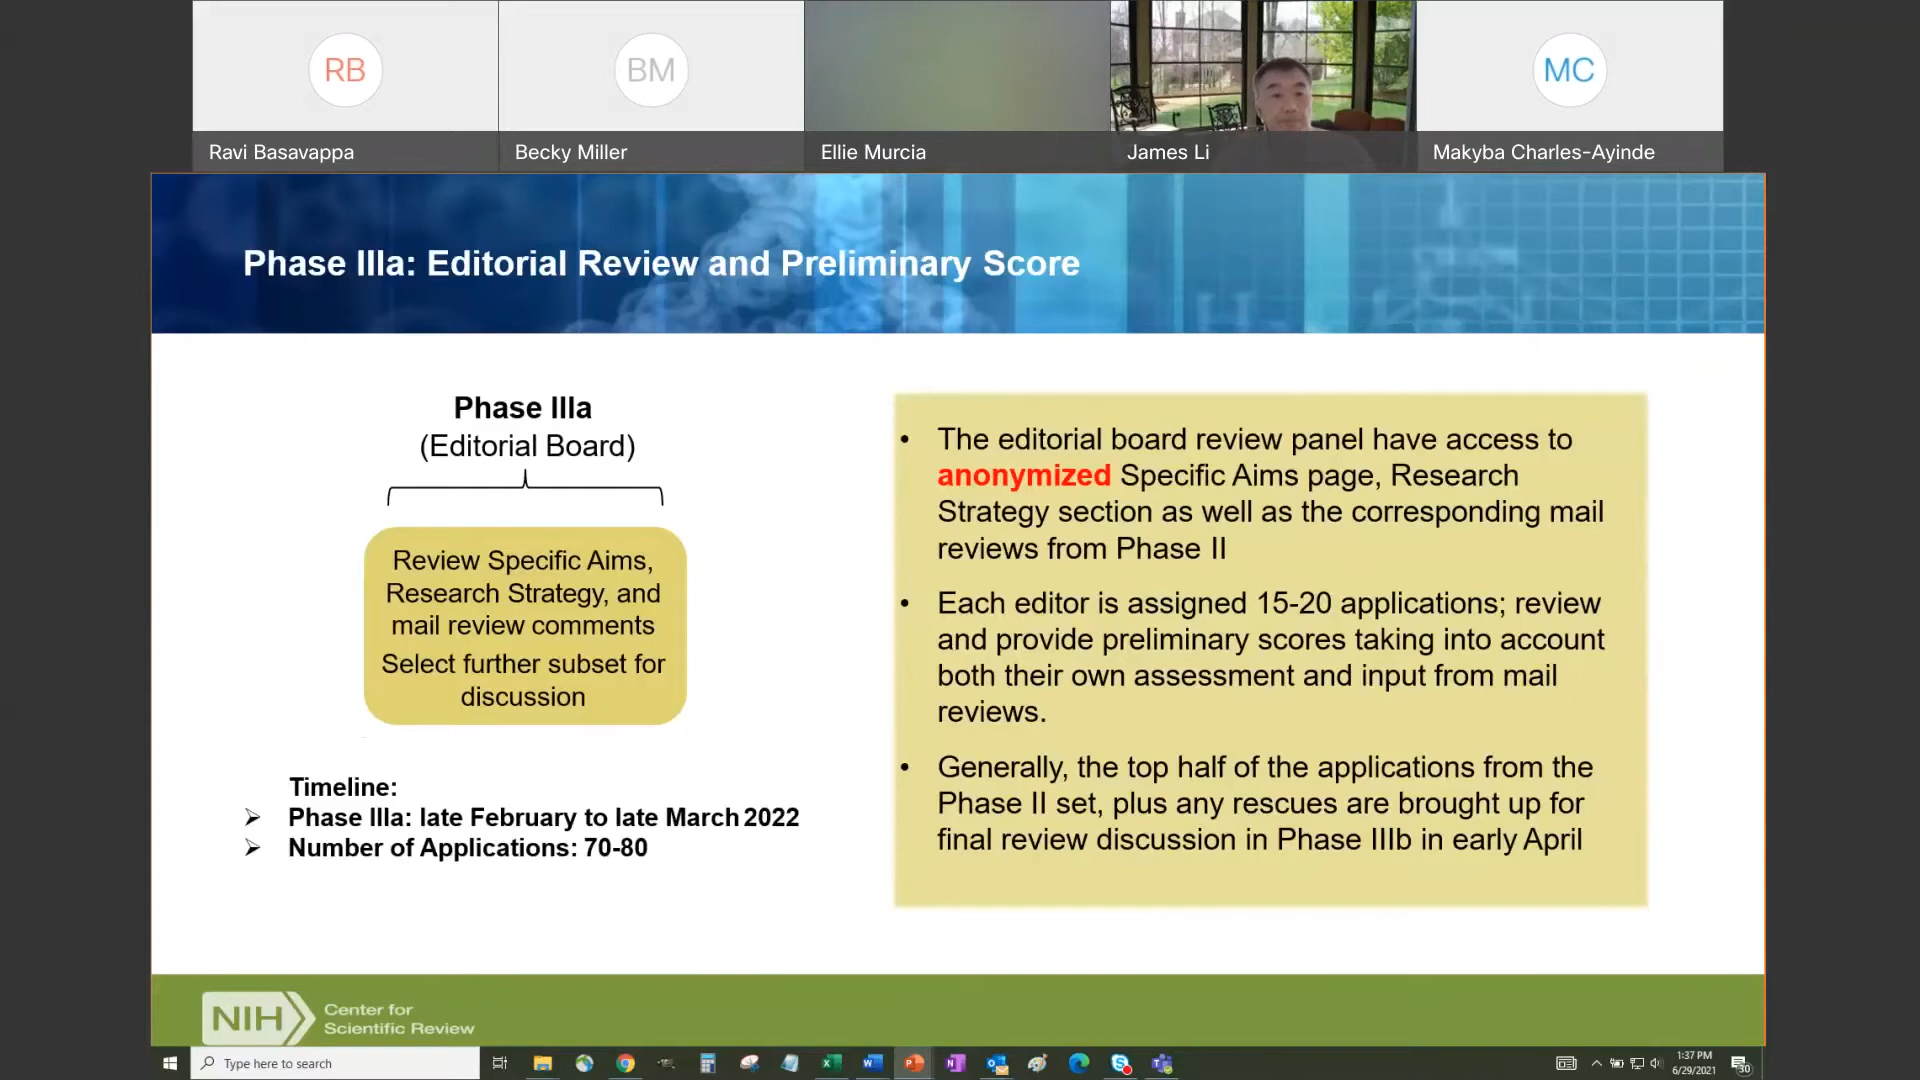 RB
BM
MC
Ravi Basavappa
Becky Miller
Ellie Murcia
James Li
Makyba Charles-Ayinde
Phase IIIa: Editorial Review and Preliminary Score
Phase IIIa
(Editorial Board)
Review Specific Aims,
Research Strategy, and
mail review comments
Select further subset for
discussion
Timeline:
➢ Phase IIIa: late February to late March 2022
➢ Number of Applications: 70-80
• The editorial board review panel have access to
anonymized Specific Aims page, Research
Strategy section as well as the corresponding mail
reviews from Phase II
• Each editor is assigned 15-20 applications; review
and provide preliminary scores taking into account
both their own assessment and input from mail
reviews.
• Generally, the top half of the applications from the
Phase II set, plus any rescues are brought up for
final review discussion in Phase IIIb in early April
NIH
Center for
Scientific Review
Type here to search
1:37 PM
6/29/2021
30